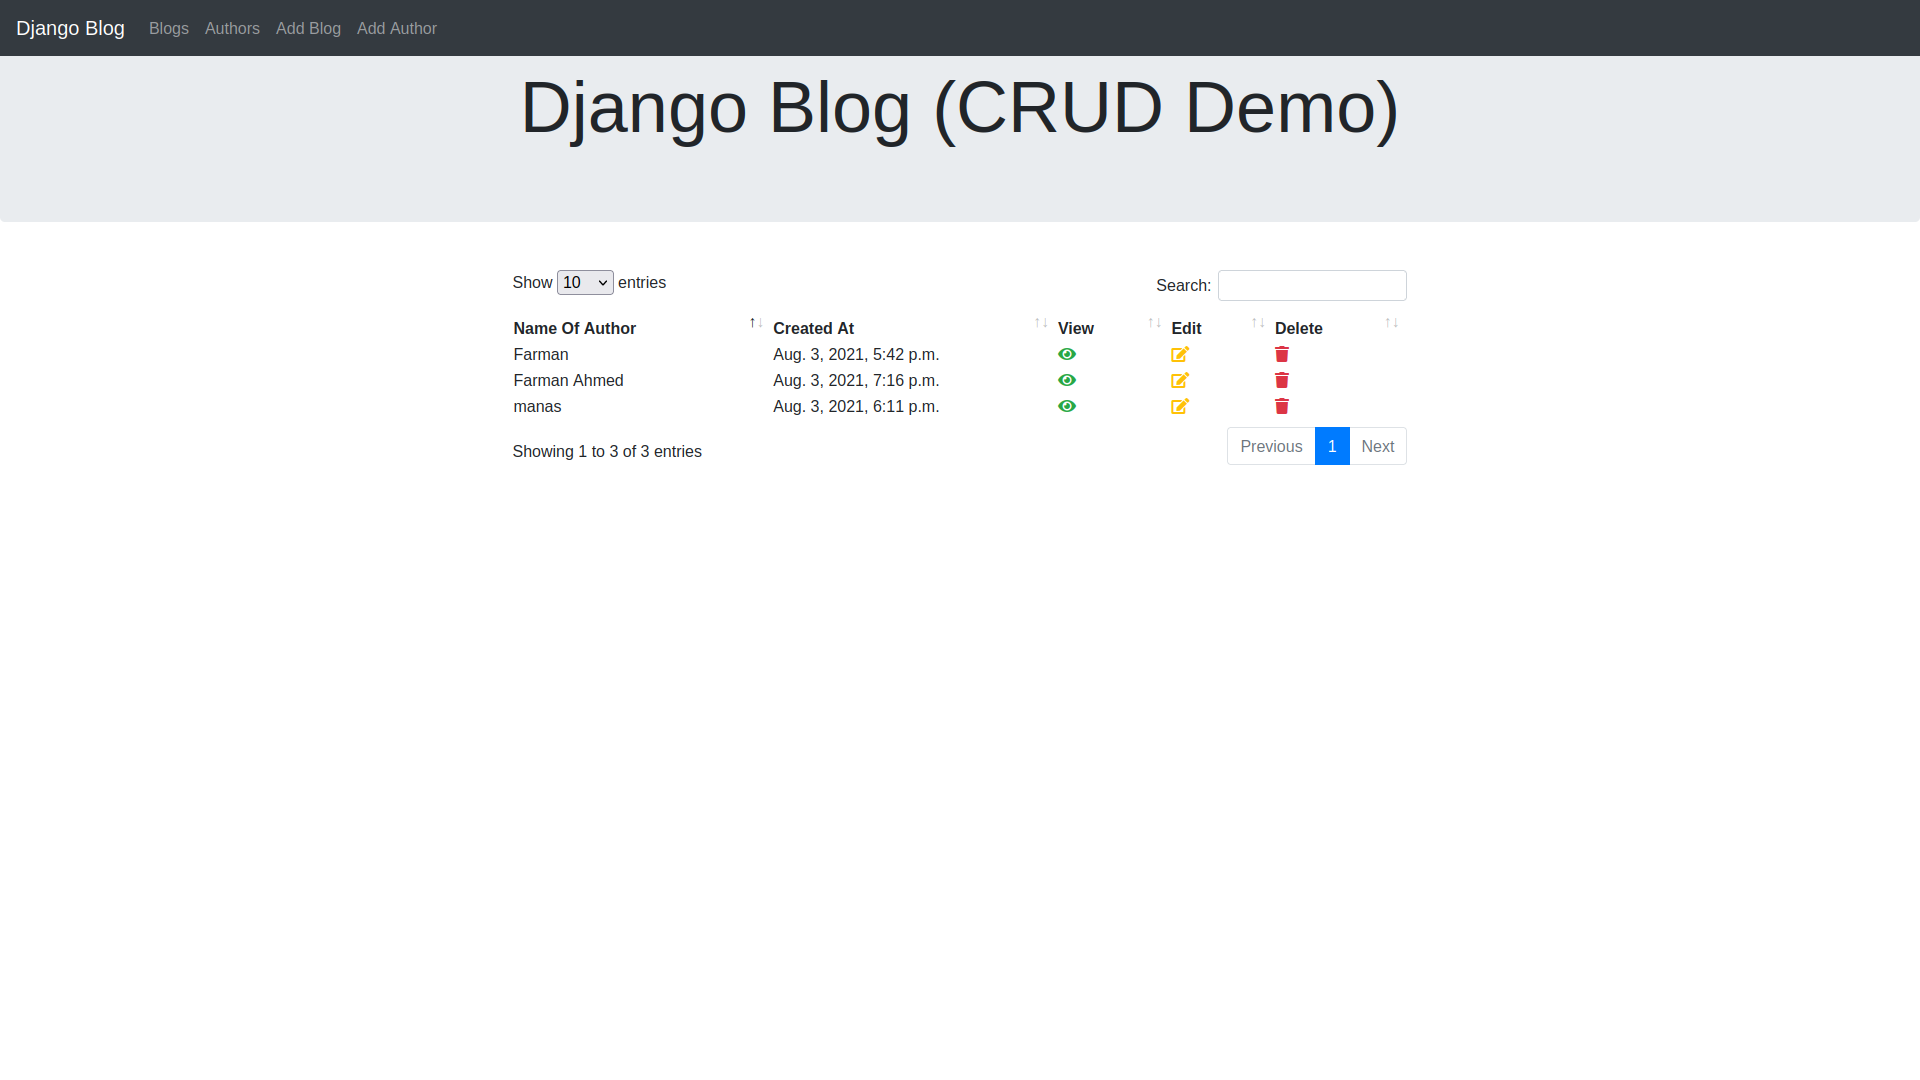 Django Blog Blogs Authors Add Blog Add Author
Django Blog (CRUD Demo)
Show 10 entries Search:
Name Of Author ↑↓ Created At ↑↓ View ↑↓ Edit ↑↓ Delete ↑↓
Farman Aug. 3, 2021, 5:42 p.m.
Farman Ahmed Aug. 3, 2021, 7:16 p.m.
manas Aug. 3, 2021, 6:11 p.m.
Showing 1 to 3 of 3 entries Previous 1 Next